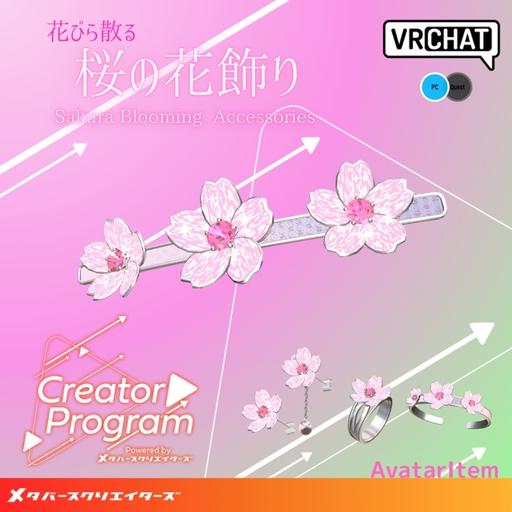 花びら散る
桜の花飾り
Sakura Blooming Accessories
VRCHAT
PC
Quest
Creator
Program
Powered by
メタバースクリエイターズ
AvatarItem
メタバースクリエイターズ